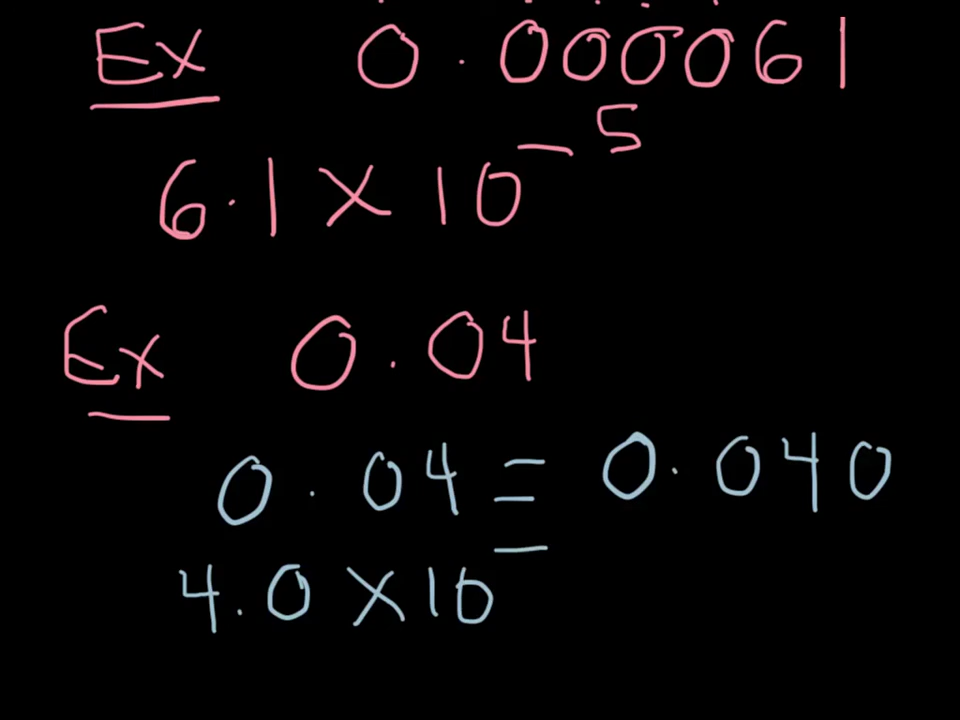 Ex 0.000061
6.1 X 10⁻⁵
Ex 0.04
0.04 = 0.040
4.0 X 10⁻